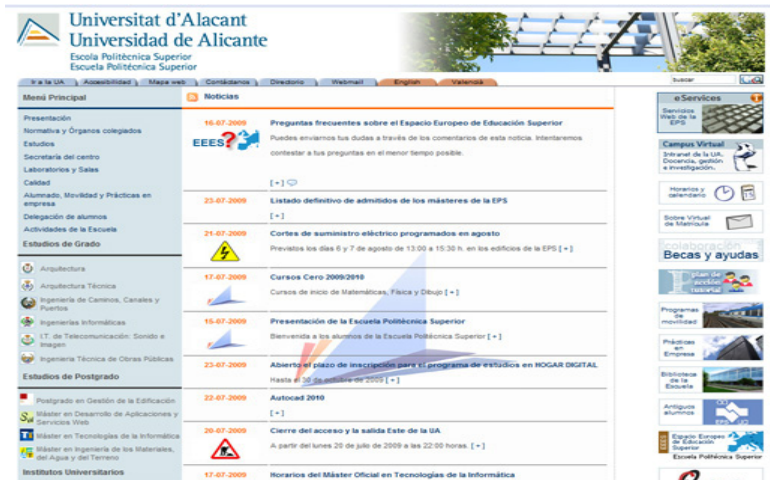 Universitat d'Alacant
Universidad de Alicante
Escola Politècnica Superior
Escuela Politécnica Superior
Ir a la UA
Accesibilidad
Mapa web
Contáctanos
Directorio
Webmail
English
Valencià
buscar
Menú Principal
Presentación
Normativa y Órganos colegiados
Estudios
Secretaría del centro
Laboratorios y Salas
Calidad
Alumnado, Movilidad y Prácticas en
empresa
Delegación de alumnos
Actividades de la Escuela
Estudios de Grado
Arquitectura
Arquitectura Técnica
Ingeniería de Caminos, Canales y
Puertos
Ingenierías Informáticas
I.T. de Telecomunicación: Sonido e
Imagen
Ingeniería Técnica de Obras Públicas
Estudios de Postgrado
Postgrado en Gestión de la Edificación
Máster en Desarrollo de Aplicaciones y
Servicios Web
Máster en Tecnologías de la Informática
Máster en Ingeniería de los Materiales,
del Agua y del Terreno
Institutos Universitarios
Noticias
16-07-2009
EEES?
Preguntas frecuentes sobre el Espacio Europeo de Educación Superior
Puedes enviarnos tus dudas a través de los comentarios de esta noticia. Intentaremos
contestar a tus preguntas en el menor tiempo posible.
[+]
23-07-2009
Listado definitivo de admitidos de los másteres de la EPS
[+]
21-07-2009
Cortes de suministro eléctrico programados en agosto
Previstos los días 6 y 7 de agosto de 13:00 a 15:30 h. en los edificios de la EPS [+]
17-07-2009
Cursos Cero 2009/2010
Cursos de inicio de Matemáticas, Física y Dibujo [+]
15-07-2009
Presentación de la Escuela Politécnica Superior
Bienvenida a los alumnos de la Escuela Politécnica Superior [+]
23-07-2009
Abierto el plazo de inscripción para el programa de estudios en HOGAR DIGITAL
Hasta el 30 de octubre de 2009 [+]
22-07-2009
Autocad 2010
[+]
20-07-2009
Cierre del acceso y la salida Este de la UA
A partir del lunes 20 de julio de 2009 a las 22:00 horas. [+]
17-07-2009
Horarios del Máster Oficial en Tecnologías de la Informática
eServices
Servicios
Web de la
EPS
Campus Virtual
Intranet de la UA.
Docencia, gestión
e investigación.
Horarios y
calendario
Sobre Virtual
de Matrícula
colaboración
Becas y ayudas
plan de
acción
tutorial
Programas
de
movilidad
Prácticas
en
Empresa
Biblioteca
de la
Escuela
Antiguos
alumnos
EPS
EEES
Espacio Europeo
de Educación
Superior
Escuela Politécnica Superior